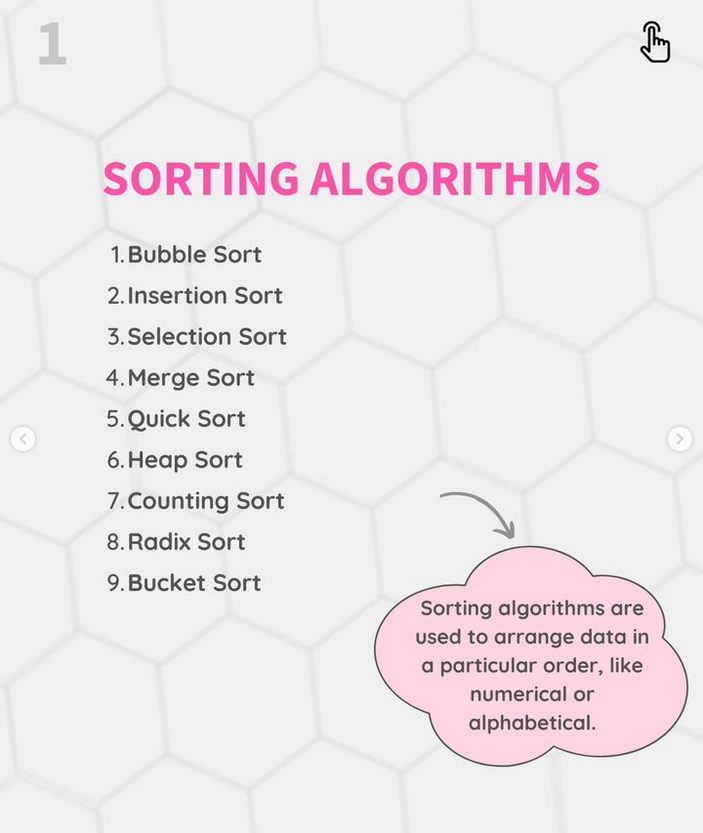 1
SORTING ALGORITHMS
1. Bubble Sort
2. Insertion Sort
3. Selection Sort
4. Merge Sort
5. Quick Sort
6. Heap Sort
7. Counting Sort
8. Radix Sort
9. Bucket Sort
Sorting algorithms are
used to arrange data in
a particular order, like
numerical or
alphabetical.